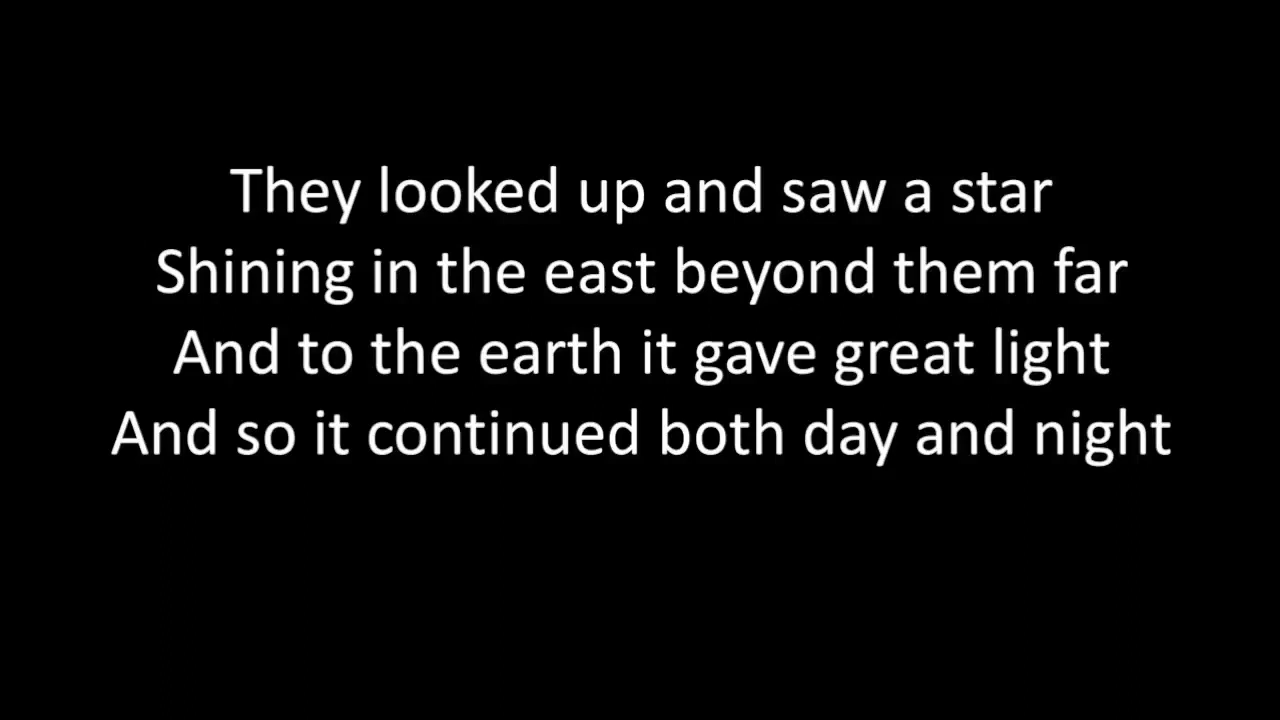 They looked up and saw a star
Shining in the east beyond them far
And to the earth it gave great light
And so it continued both day and night